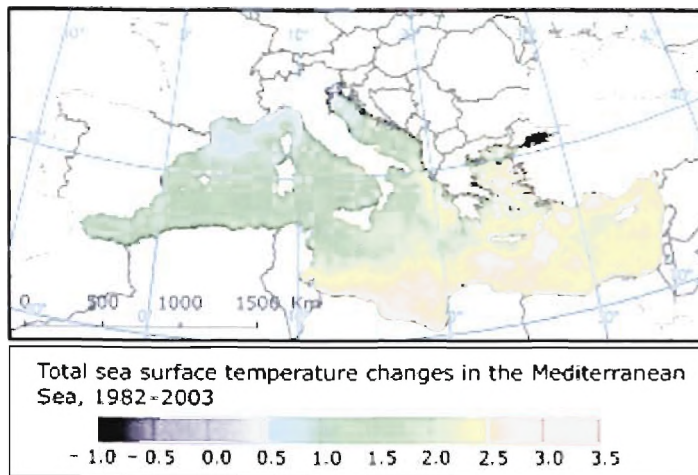 0 500 1000 1500 Km
Total sea surface temperature changes in the Mediterranean
Sea, 1982-2003
- 1.0 - 0.5 0.0 0.5 1.0 1.5 2.0 2.5 3.0 3.5